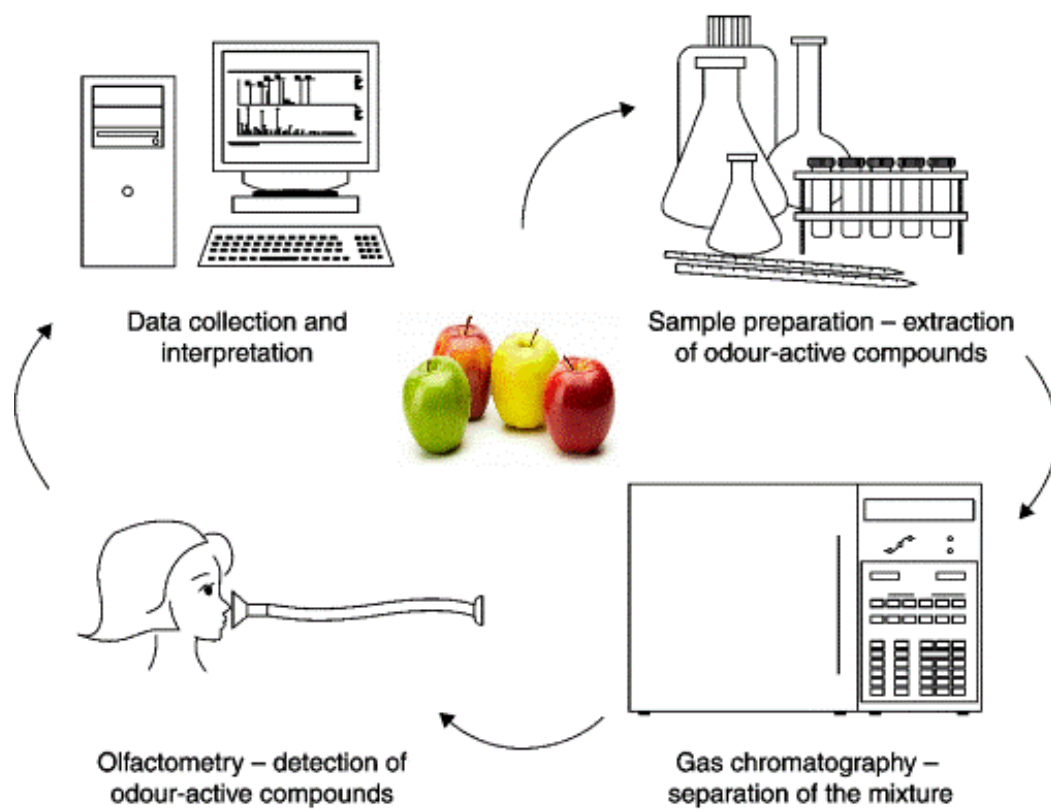 Data collection and
interpretation
Sample preparation – extraction
of odour-active compounds
Olfactometry – detection of
odour-active compounds
Gas chromatography –
separation of the mixture